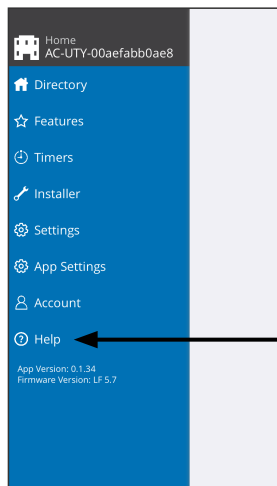 Home
AC-UTY-00aefabb0ae8
Directory
Features
Timers
Installer
Settings
App Settings
Account
Help
App Version: 0.1.34
Firmware Version: LF 5.7